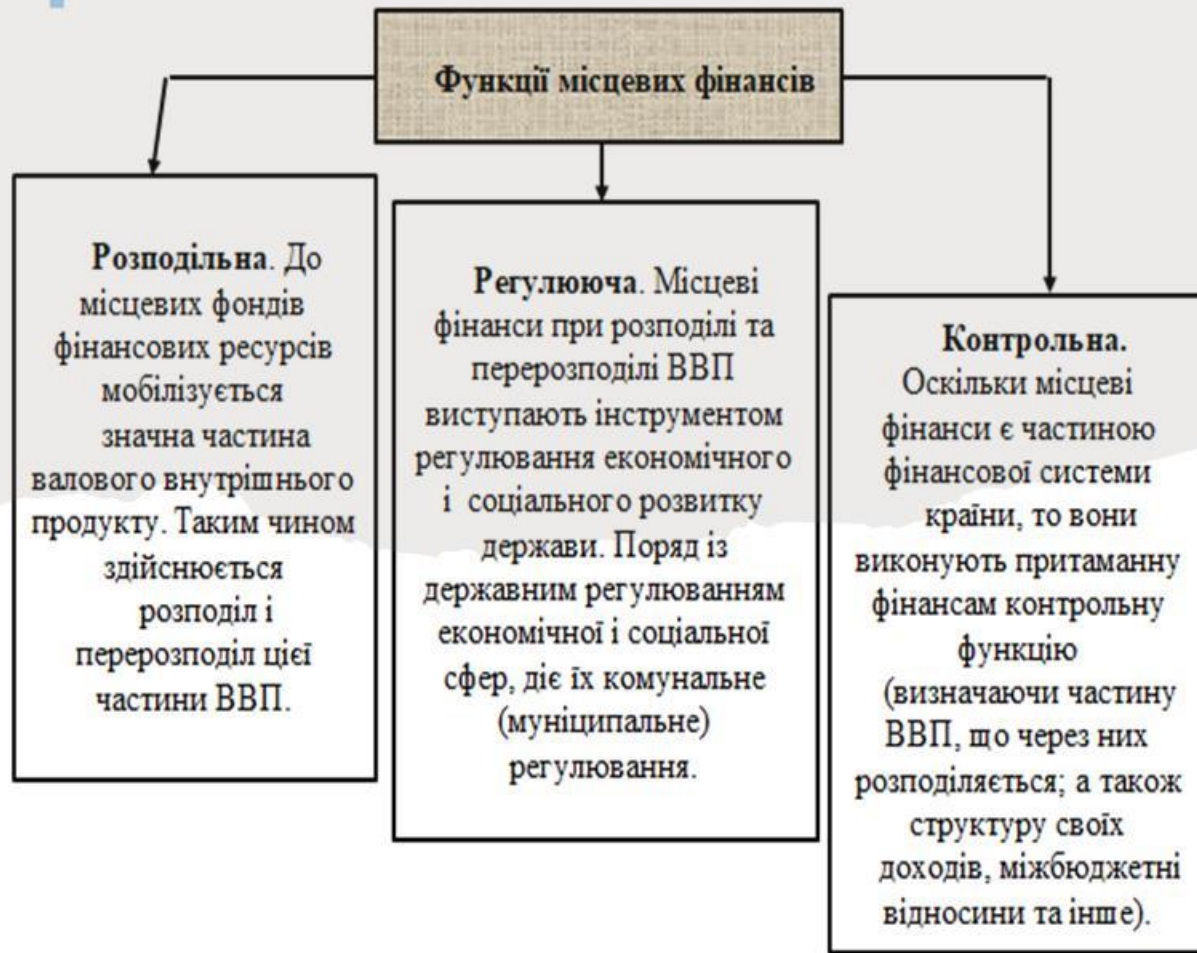 Функції місцевих фінансів
Розподільна. До
місцевих фондів
фінансових ресурсів
мобілізується
значна частина
валового внутрішнього
продукту. Таким чином
здійснюється
розподіл і
перерозподіл цієї
частини ВВП.
Регулююча. Місцеві
фінанси при розподілі та
перерозподілі ВВП
виступають інструментом
регулювання економічного
і соціального розвитку
держави. Поряд із
державним регулюванням
економічної і соціальної
сфер, діє їх комунальне
(муніципальне)
регулювання.
Контрольна.
Оскільки місцеві
фінанси є частиною
фінансової системи
країни, то вони
виконують притаманну
фінансам контрольну
функцію
(визначаючи частину
ВВП, що через них
розподіляється; а також
структуру своїх
доходів, міжбюджетні
відносини та інше).